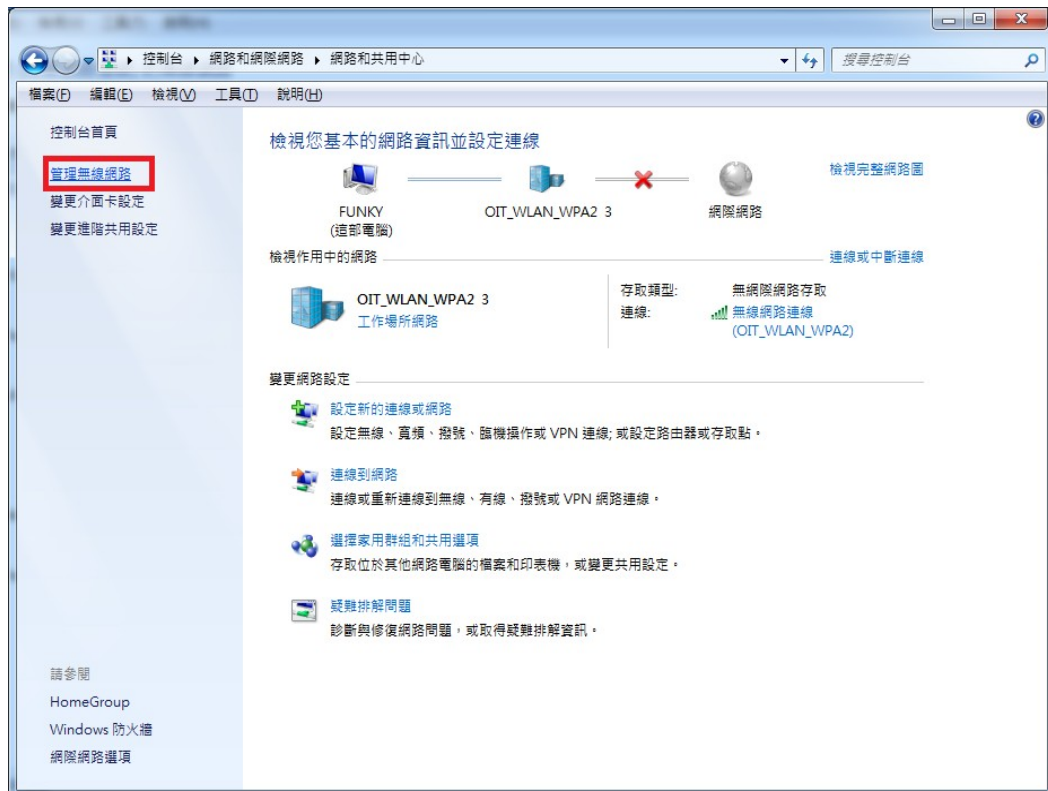 控制台 ▸ 網路和網際網路 ▸ 網路和共用中心
搜尋控制台
檔案(F) 編輯(E) 檢視(V) 工具(T) 說明(H)
控制台首頁
管理無線網路
變更介面卡設定
變更進階共用設定
檢視您基本的網路資訊並設定連線
檢視完整網路圖
FUNKY
(這部電腦)
OIT_WLAN_WPA2 3
網際網路
檢視作用中的網路
連線或中斷連線
OIT_WLAN_WPA2 3
工作場所網路
存取類型: 無網際網路存取
連線: 無線網路連線
(OIT_WLAN_WPA2)
變更網路設定
設定新的連線或網路
設定無線、寬頻、撥號、臨機操作或 VPN 連線; 或設定路由器或存取點。
連線到網路
連線或重新連線到無線、有線、撥號或 VPN 網路連線。
選擇家用群組和共用選項
存取位於其他網路電腦的檔案和印表機，或變更共用設定。
疑難排解問題
診斷與修復網路問題，或取得疑難排解資訊。
請參閱
HomeGroup
Windows 防火牆
網際網路選項